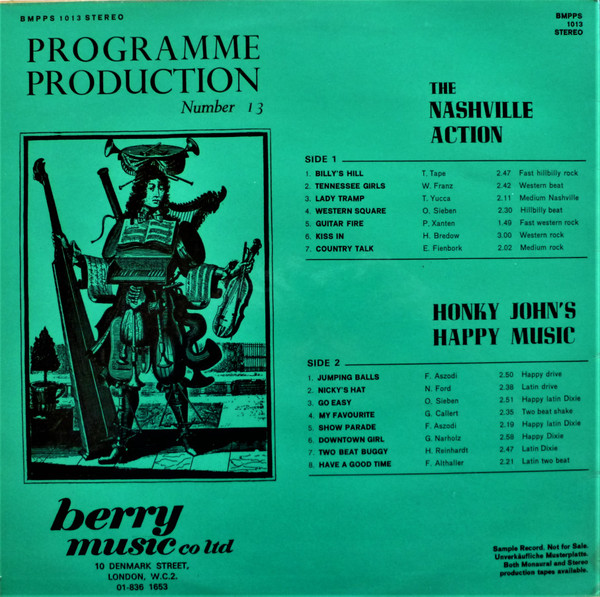 BMPPS 1013 STEREO
BMPPS
1013
STEREO
PROGRAMME
PRODUCTION
Number 13
THE
NASHVILLE
ACTION
SIDE 1
1. BILLY'S HILL T. Tape 2.47 Fast hillbilly rock
2. TENNESSEE GIRLS W. Franz 2.42 Western beat
3. LADY TRAMP T. Yucca 2.11 Medium Nashville
4. WESTERN SQUARE O. Sieben 2.30 Hillbilly beat
5. GUITAR FIRE P. Xanten 1.49 Fast western rock
6. KISS IN H. Bredow 3.00 Western rock
7. COUNTRY TALK E. Fienbork 2.02 Medium rock
HONKY JOHN'S
HAPPY MUSIC
SIDE 2
1. JUMPING BALLS F. Aszodi 2.50 Happy drive
2. NICKY'S HAT N. Ford 2.38 Latin drive
3. GO EASY O. Sieben 2.51 Happy latin Dixie
4. MY FAVOURITE G. Callert 2.35 Two beat shake
5. SHOW PARADE F. Aszodi 2.19 Happy latin Dixie
6. DOWNTOWN GIRL G. Narholz 2.58 Happy Dixie
7. TWO BEAT BUGGY H. Reinhardt 2.47 Latin Dixie
8. HAVE A GOOD TIME F. Althaller 2.21 Latin two beat
berry
music co ltd
10 DENMARK STREET,
LONDON, W.C.2.
01-836 1653
Sample Record. Not for Sale.
Unverkäufliche Musterplatte.
Both Monaural and Stereo
production tapes available.